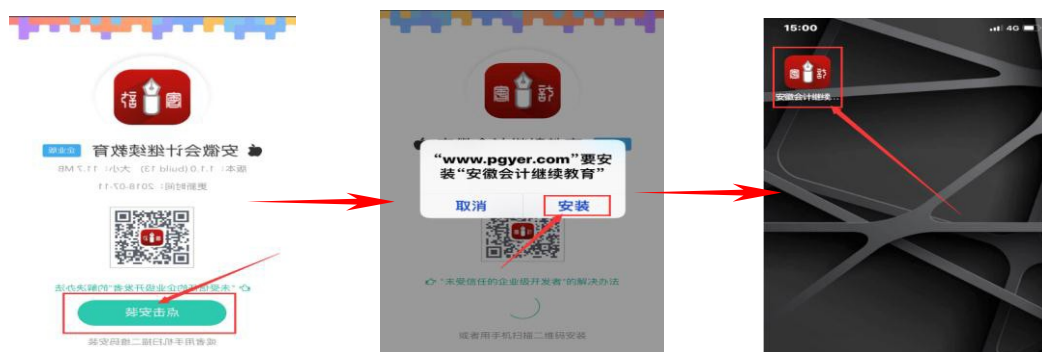 安徽会计继续教育 企业版
版本：1.1.0 (build 13) 大小：11.7 MB
更新时间：2018-07-11
"未受信任的企业级开发者"的解决办法
点击安装
或者用手机扫描二维码安装
"www.pgyer.com"要安
装"安徽会计继续教育"
取消 安装
"未受信任的企业级开发者"的解决办法
或者用手机扫描二维码安装
15:00 4G
安徽会计继续...